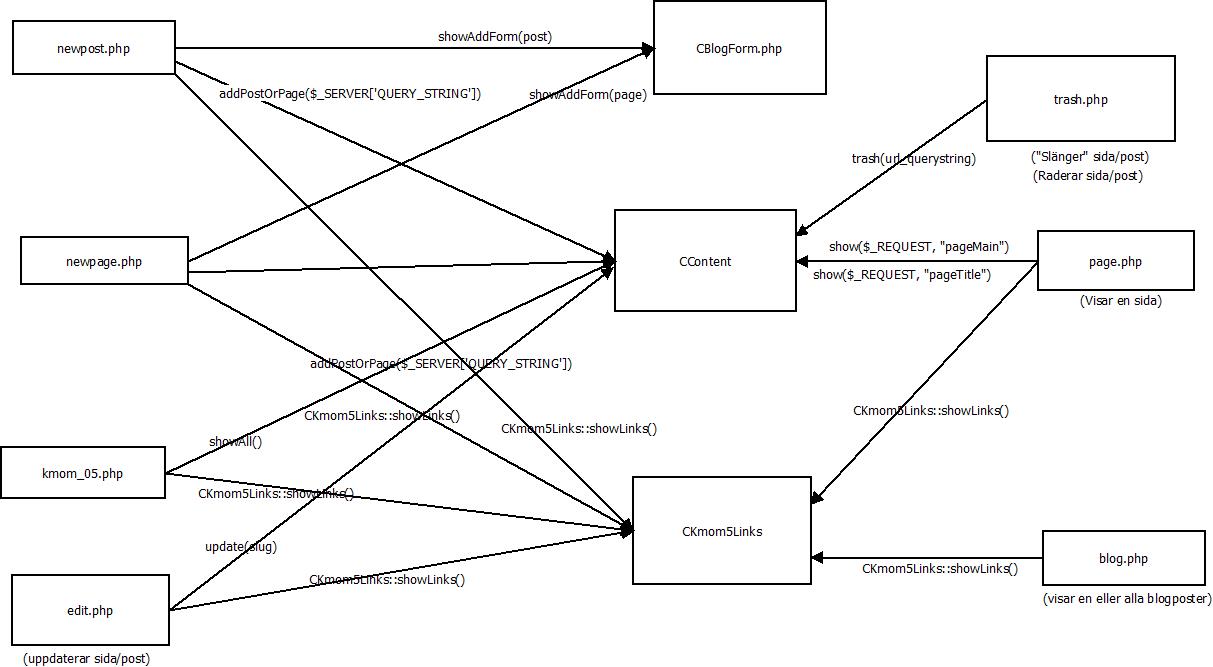 newpost.php
showAddForm(post)
CBlogForm.php
addPostOrPage($_SERVER['QUERY_STRING'])
showAddForm(page)
trash.php
trash(url_querystring)
("Slänger" sida/post)
(Raderar sida/post)
newpage.php
CContent
show($_REQUEST, "pageMain")
show($_REQUEST, "pageTitle")
page.php
(Visar en sida)
addPostOrPage($_SERVER['QUERY_STRING'])
CKmom5Links::showLinks()
CKmom5Links::showLinks()
CKmom5Links::showLinks()
showAll()
kmom_05.php
CKmom5Links::showLinks()
CKmom5Links
update(slug)
CKmom5Links::showLinks()
CKmom5Links::showLinks()
blog.php
(visar en eller alla blogposter)
edit.php
(uppdaterar sida/post)